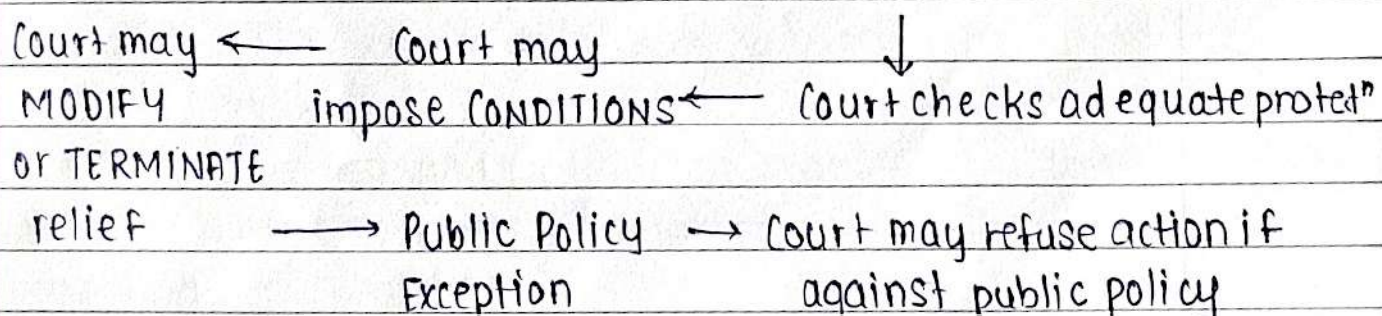 Court may ← Court may ↓
MODIFY impose CONDITIONS ← Court checks adequate protectⁿ
or TERMINATE
relief → Public Policy → Court may refuse action if
Exception against public policy